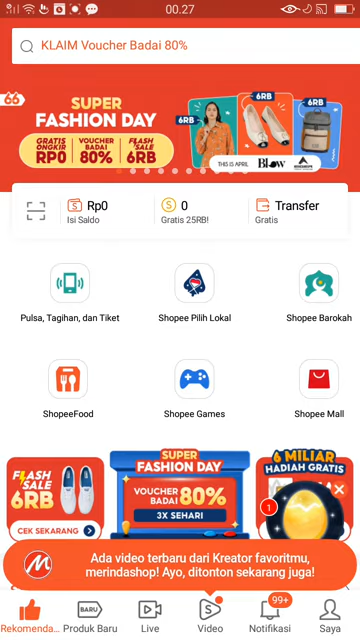 00.27
KLAIM Voucher Badai 80%
66
SUPER
FASHION DAY
GRATIS
ONGKIR
RP0
VOUCHER
BADAI
80%
FLASH
SALE
6RB
6RB
6RB
6RB
THIS IS APRIL
Blow
Rp0
Isi Saldo
0
Gratis 25RB!
Transfer
Gratis
Pulsa, Tagihan, dan Tiket
Shopee Pilih Lokal
Shopee Barokah
ShopeeFood
Shopee Games
Shopee Mall
FLASH
SALE
6RB
CEK SEKARANG
SUPER
FASHION DAY
VOUCHER
BADAI 80%
3X SEHARI
6 MILIAR
HADIAH GRATIS
1
Ada video terbaru dari Kreator favoritmu,
merindashop! Ayo, ditonton sekarang juga!
BARU
99+
Rekomenda...
Produk Baru
Live
Video
Notifikasi
Saya